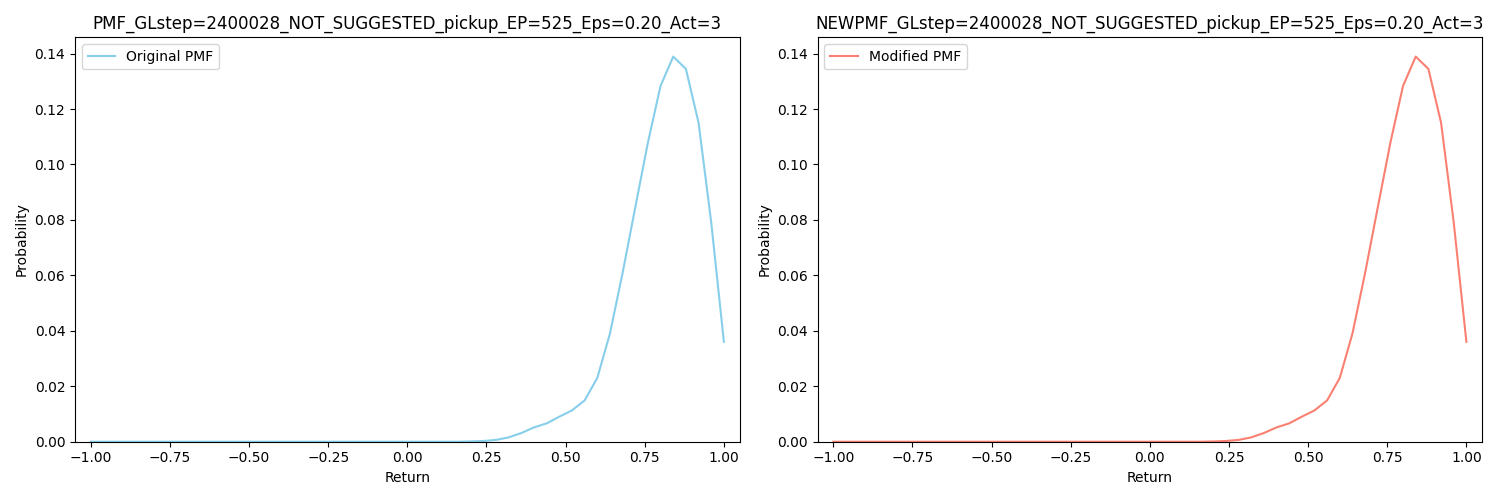 PMF_GLstep=2400028_NOT_SUGGESTED_pickup_EP=525_Eps=0.20_Act=3
Original PMF
Probability
0.14
0.12
0.10
0.08
0.06
0.04
0.02
0.00
−1.00 −0.75 −0.50 −0.25 0.00 0.25 0.50 0.75 1.00
Return
NEWPMF_GLstep=2400028_NOT_SUGGESTED_pickup_EP=525_Eps=0.20_Act=3
Modified PMF
Probability
0.14
0.12
0.10
0.08
0.06
0.04
0.02
0.00
−1.00 −0.75 −0.50 −0.25 0.00 0.25 0.50 0.75 1.00
Return